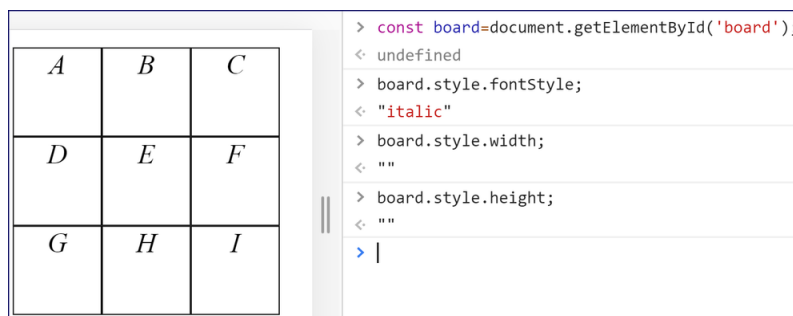 A B C
D E F
G H I
> const board=document.getElementById('board');
<· undefined
> board.style.fontStyle;
<· "italic"
> board.style.width;
<· ""
> board.style.height;
<· ""
>